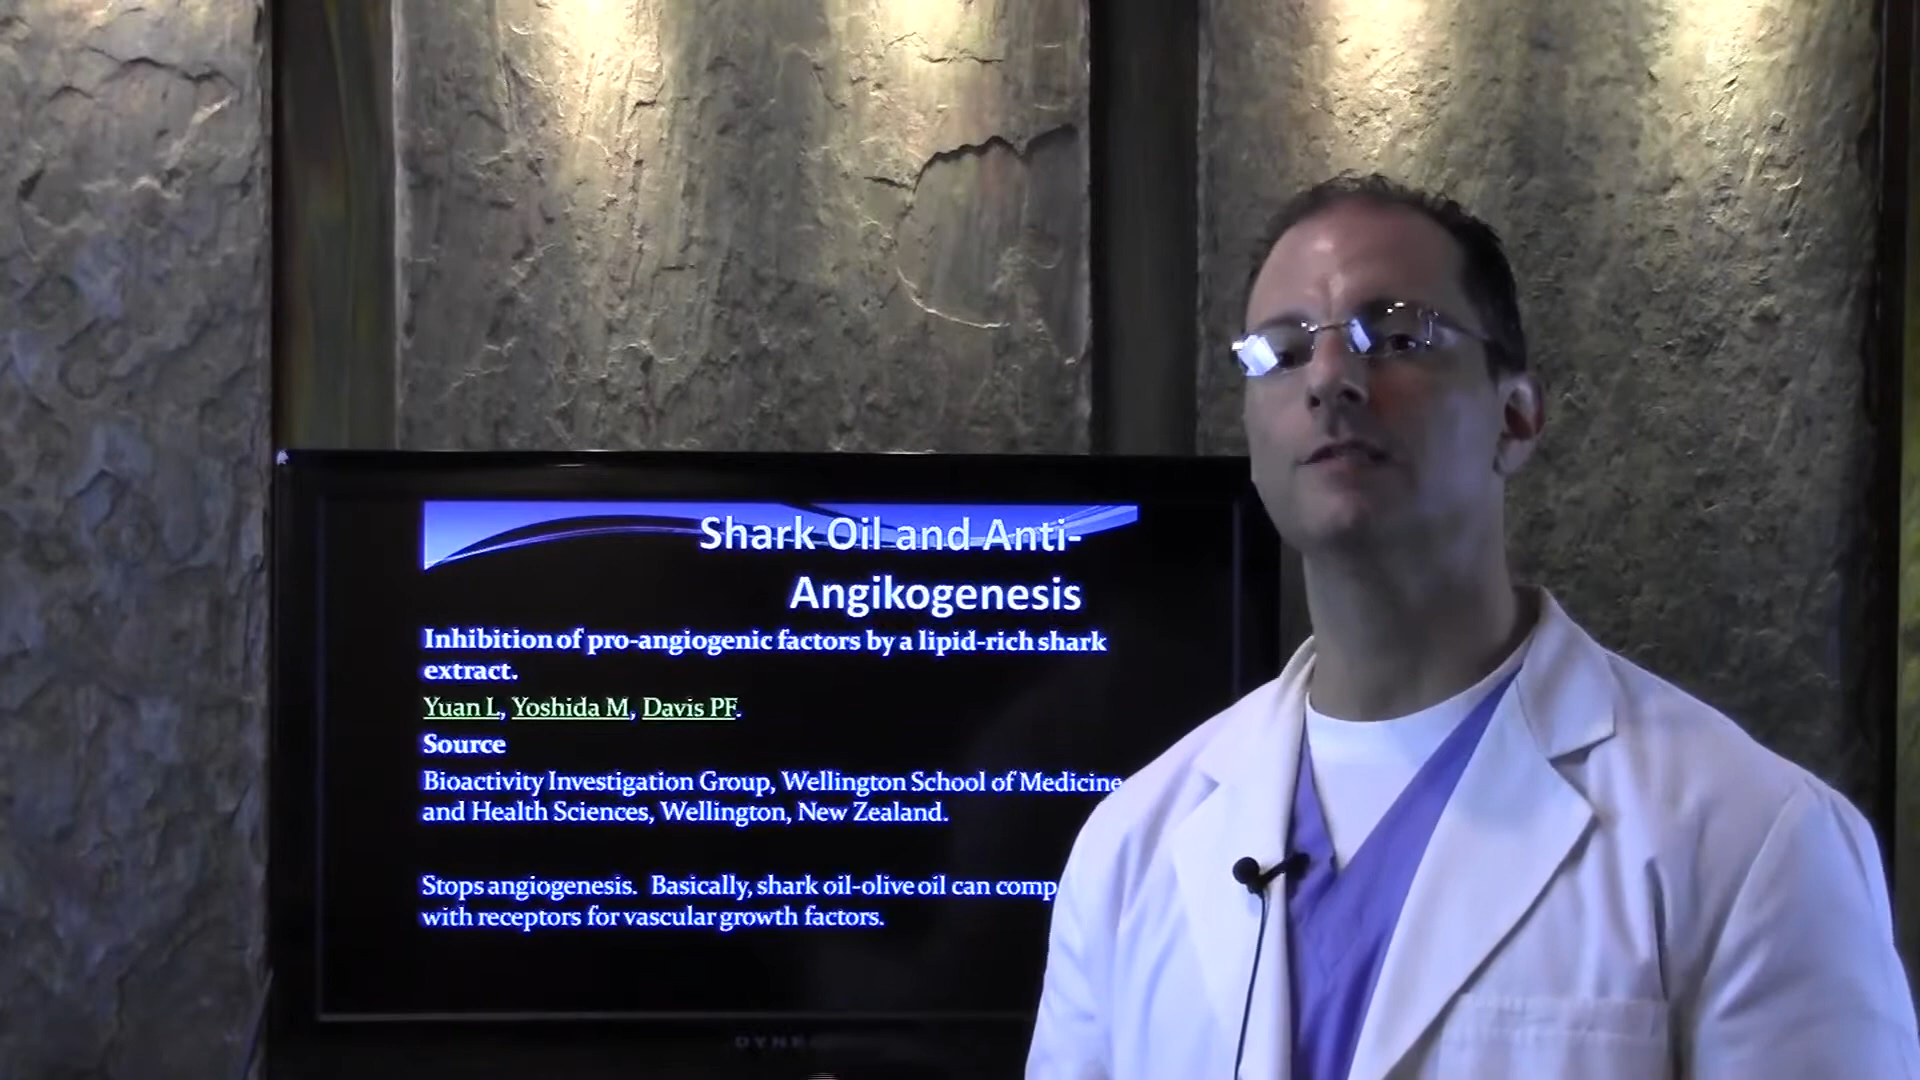 Shark Oil and Anti-
Angikogenesis
Inhibition of pro-angiogenic factors by a lipid-rich shark
extract.
Yuan L, Yoshida M, Davis PF.
Source
Bioactivity Investigation Group, Wellington School of Medicine
and Health Sciences, Wellington, New Zealand.
Stops angiogenesis. Basically, shark oil-olive oil can comp
with receptors for vascular growth factors.